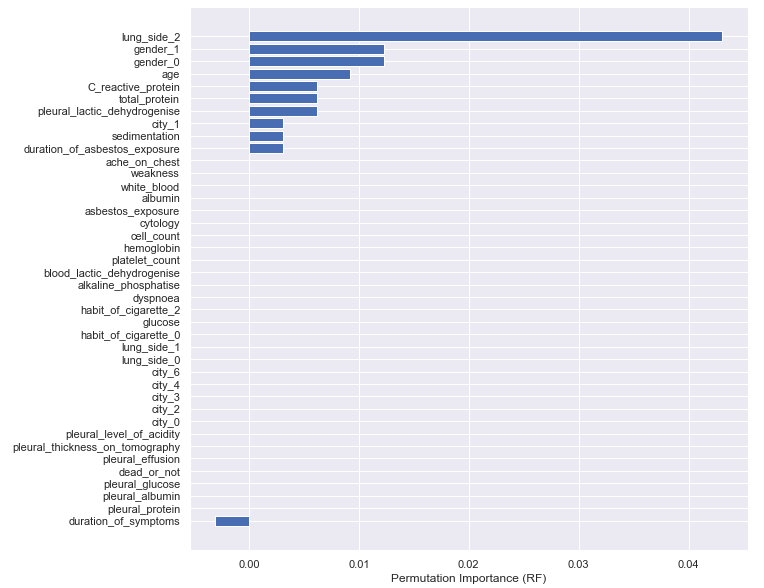 lung_side_2
gender_1
gender_0
age
C_reactive_protein
total_protein
pleural_lactic_dehydrogenise
city_1
sedimentation
duration_of_asbestos_exposure
ache_on_chest
weakness
white_blood
albumin
asbestos_exposure
cytology
cell_count
hemoglobin
platelet_count
blood_lactic_dehydrogenise
alkaline_phosphatise
dyspnoea
habit_of_cigarette_2
glucose
habit_of_cigarette_0
lung_side_1
lung_side_0
city_6
city_4
city_3
city_2
city_0
pleural_level_of_acidity
pleural_thickness_on_tomography
pleural_effusion
dead_or_not
pleural_glucose
pleural_albumin
pleural_protein
duration_of_symptoms
0.00 0.01 0.02 0.03 0.04
Permutation Importance (RF)